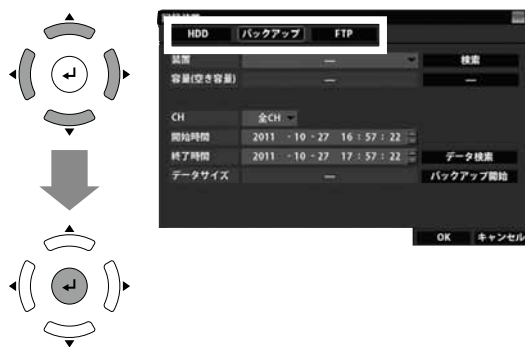 HDD バックアップ FTP
装置 — 検索
容量(空き容量) — —
CH 全CH
開始時間 2011 - 10 - 27 16 : 57 : 22
終了時間 2011 - 10 - 27 17 : 57 : 22 データ検索
データサイズ — バックアップ開始
OK キャンセル